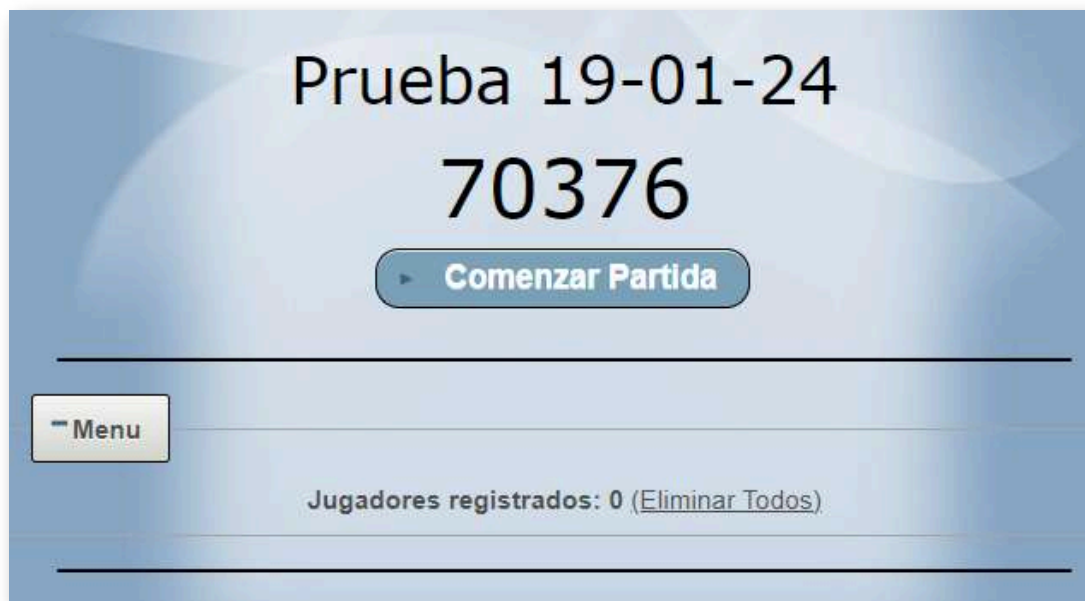 Prueba 19-01-24
70376
Comenzar Partida
Menu
Jugadores registrados: 0 (Eliminar Todos)